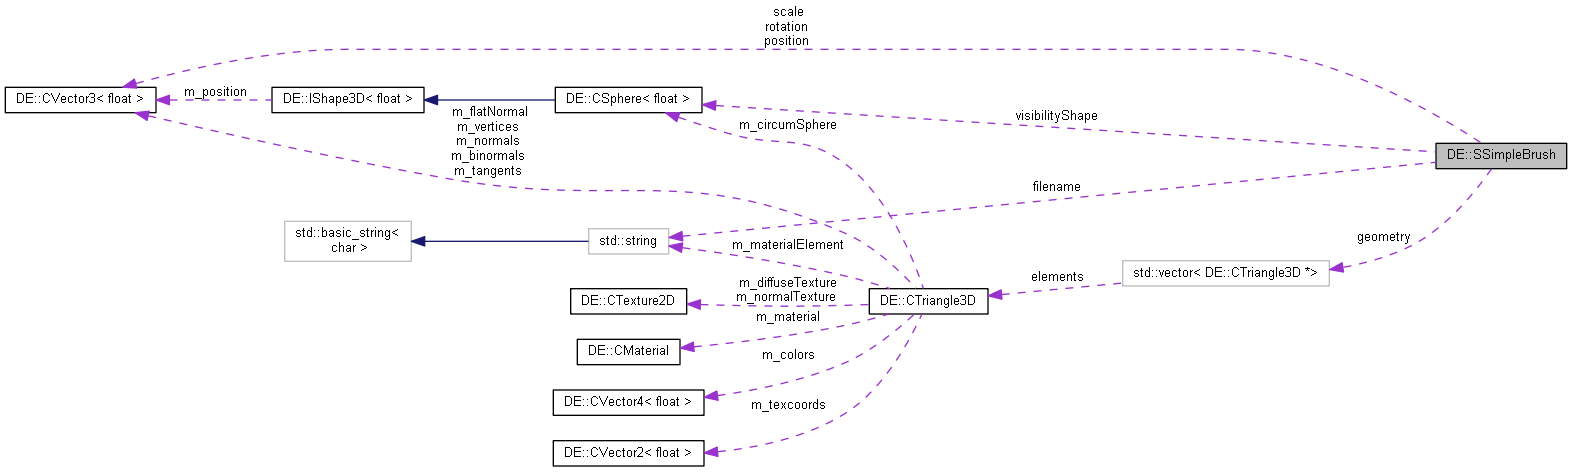 scale
rotation
position
DE::CVector3< float >
m_position
DE::IShape3D< float >
DE::CSphere< float >
m_flatNormal
m_vertices
m_normals
m_binormals
m_tangents
m_circumSphere
visibilityShape
DE::SSimpleBrush
filename
std::basic_string<
char >
std::string
m_materialElement
geometry
std::vector< DE::CTriangle3D *>
elements
m_diffuseTexture
m_normalTexture
DE::CTexture2D
DE::CTriangle3D
m_material
DE::CMaterial
m_colors
DE::CVector4< float >
m_texcoords
DE::CVector2< float >